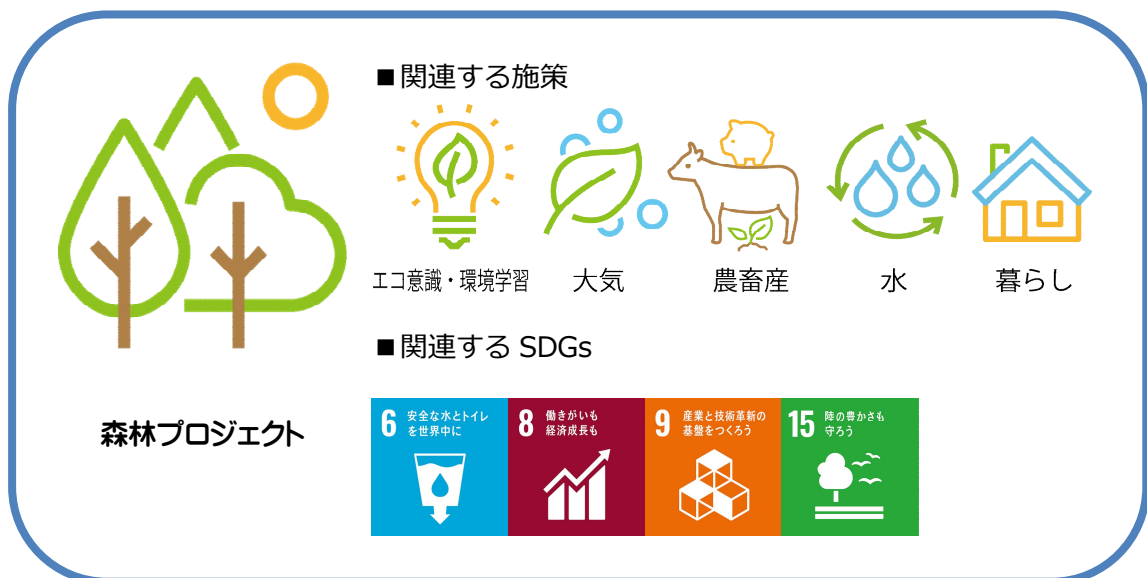 ■関連する施策
エコ意識・環境学習
大気
農畜産
水
暮らし
■関連する SDGs
森林プロジェクト
6 安全な水とトイレ
を世界中に
8 働きがいも
経済成長も
9 産業と技術革新の
基盤をつくろう
15 陸の豊かさも
守ろう